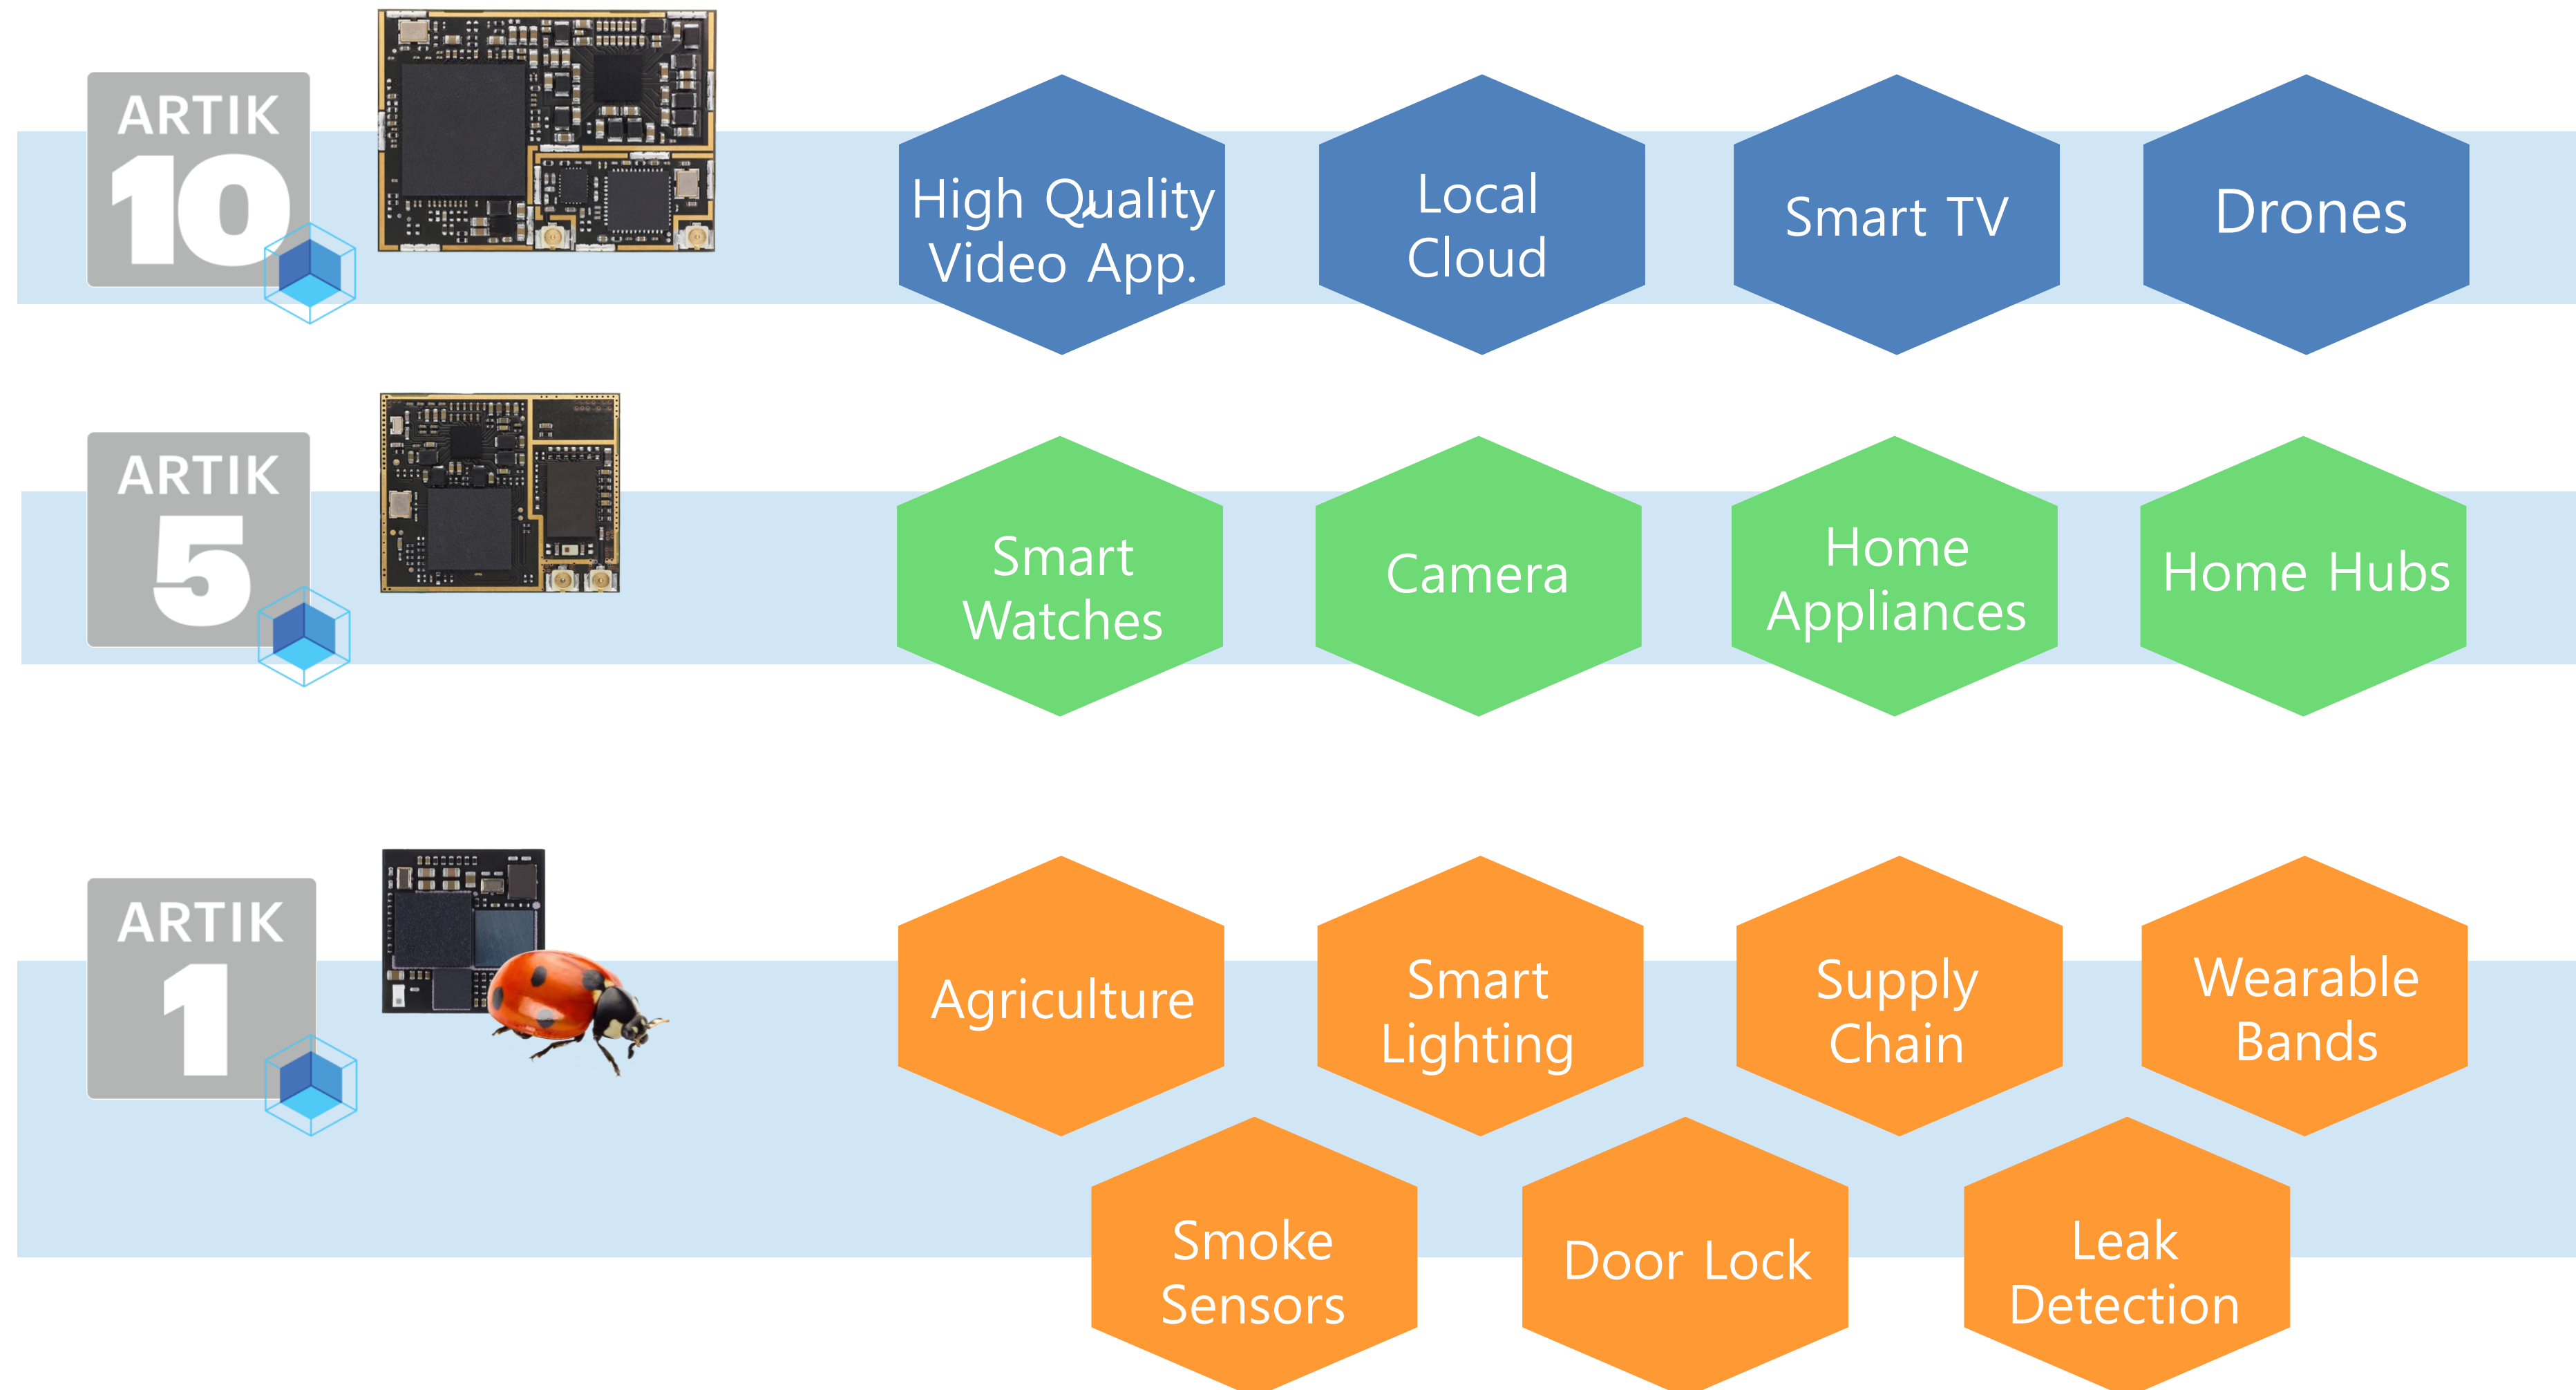 ARTIK
10
High Quality
Video App.
Local
Cloud
Smart TV
Drones
ARTIK
5
Smart
Watches
Camera
Home
Appliances
Home Hubs
ARTIK
1
Agriculture
Smart
Lighting
Supply
Chain
Wearable
Bands
Smoke
Sensors
Door Lock
Leak
Detection